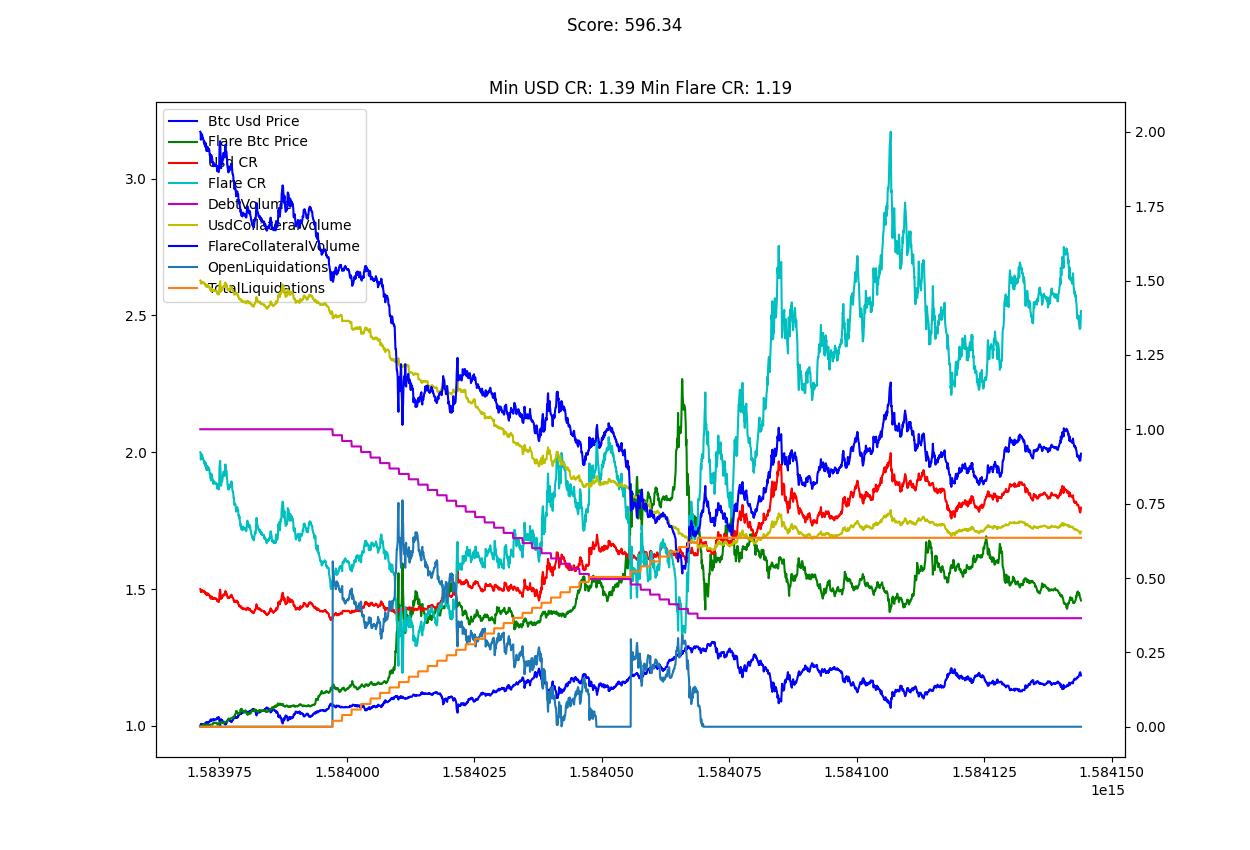 Score: 596.34
Min USD CR: 1.39 Min Flare CR: 1.19
Btc Usd Price
Flare Btc Price
Usd CR
Flare CR
DebtVolume
UsdCollateralVolume
FlareCollateralVolume
OpenLiquidations
TotalLiquidations
3.0
2.5
2.0
1.5
1.0
2.00
1.75
1.50
1.25
1.00
0.75
0.50
0.25
0.00
1.583975 1.584000 1.584025 1.584050 1.584075 1.584100 1.584125 1.584150
1e15